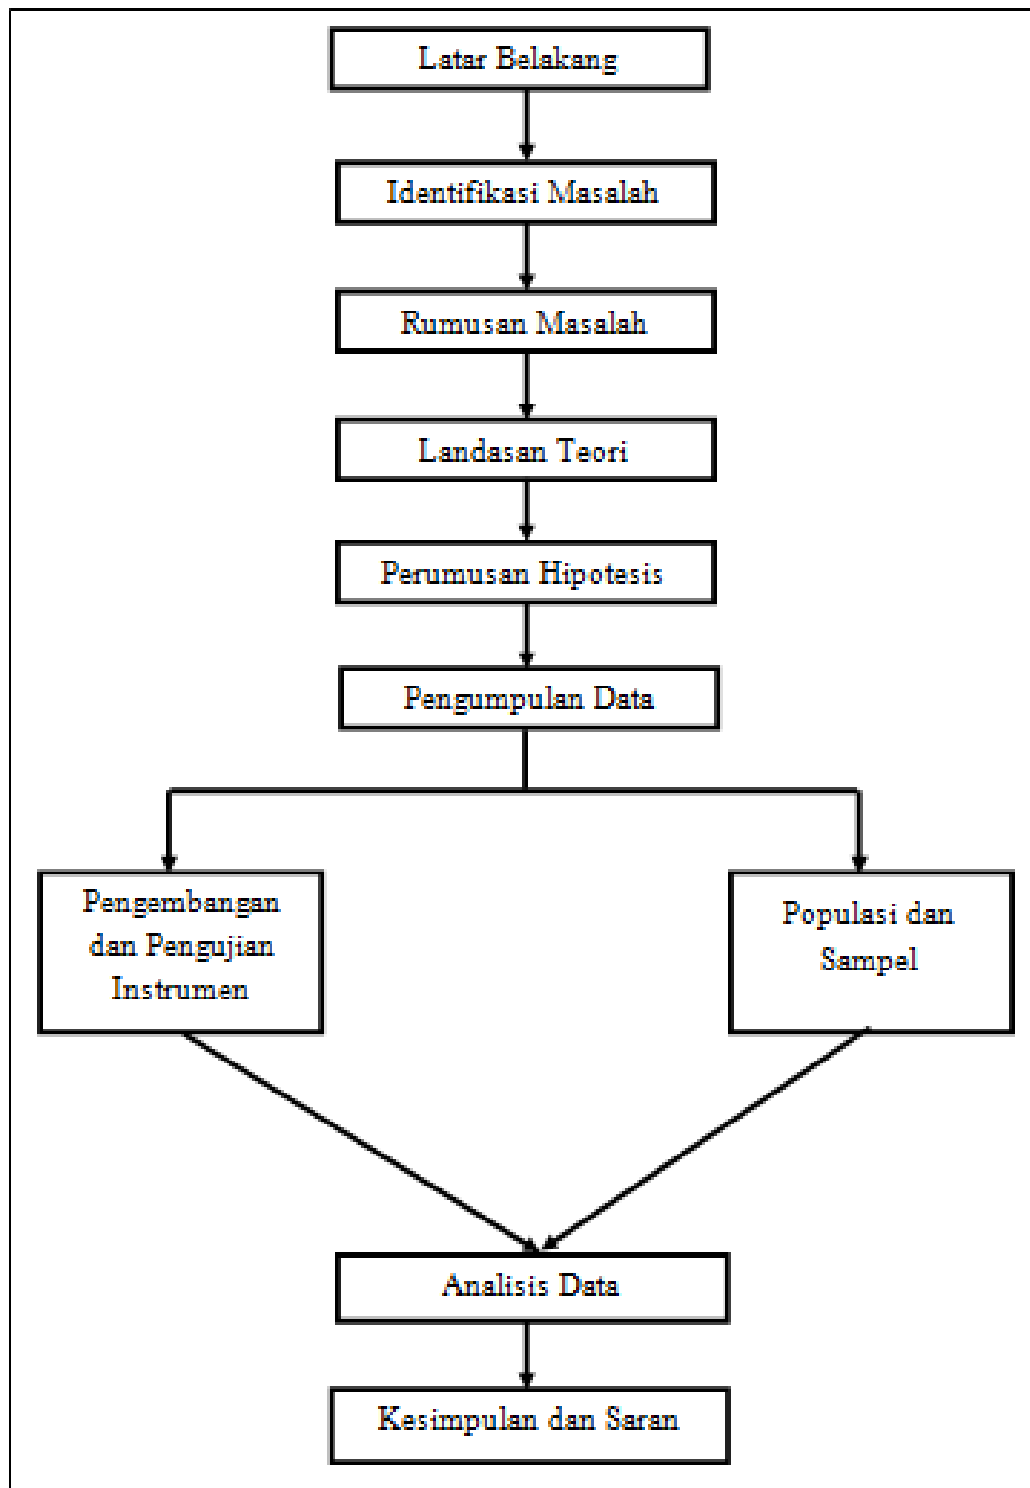 Latar Belakang
Identifikasi Masalah
Rumusan Masalah
Landasan Teori
Perumusan Hipotesis
Pengumpulan Data
Pengembangan
dan Pengujian
Instrumen
Populasi dan
Sampel
Analisis Data
Kesimpulan dan Saran